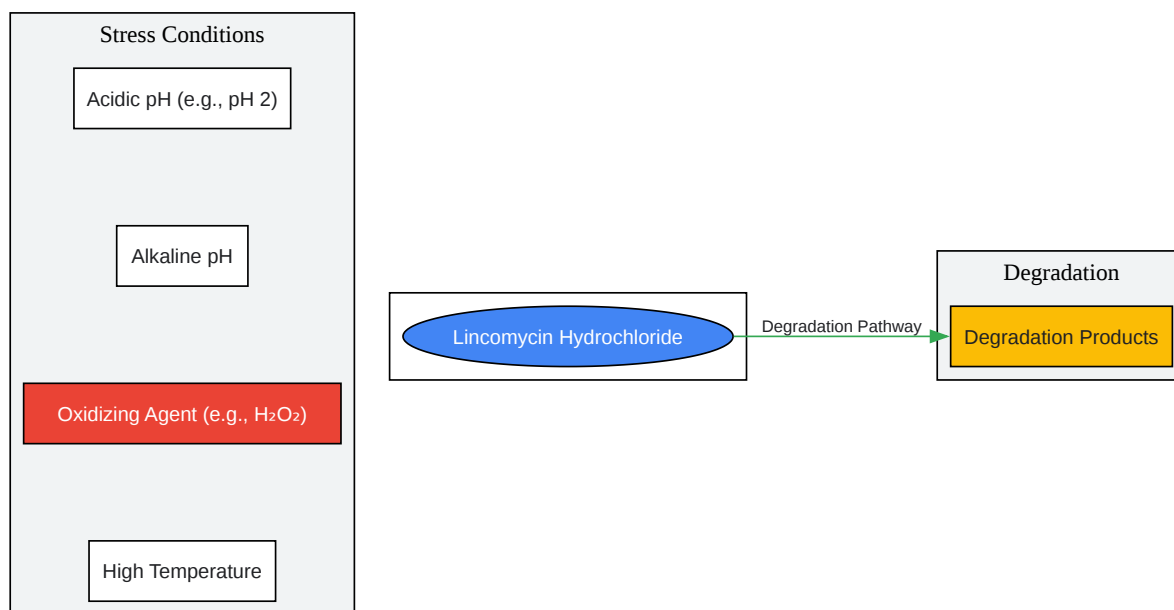 Stress Conditions
Acidic pH (e.g., pH 2)
Alkaline pH
Oxidizing Agent (e.g., H₂O₂)
High Temperature
Lincomycin Hydrochloride
Degradation Pathway
Degradation
Degradation Products